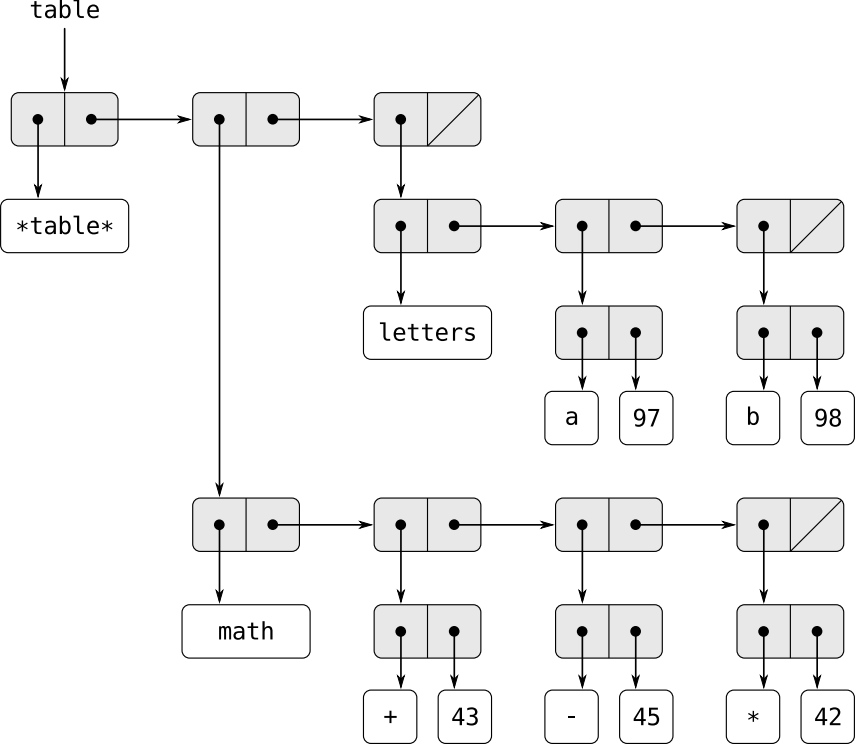 table
*table*
letters
a 97 b 98
math
+ 43 - 45 * 42